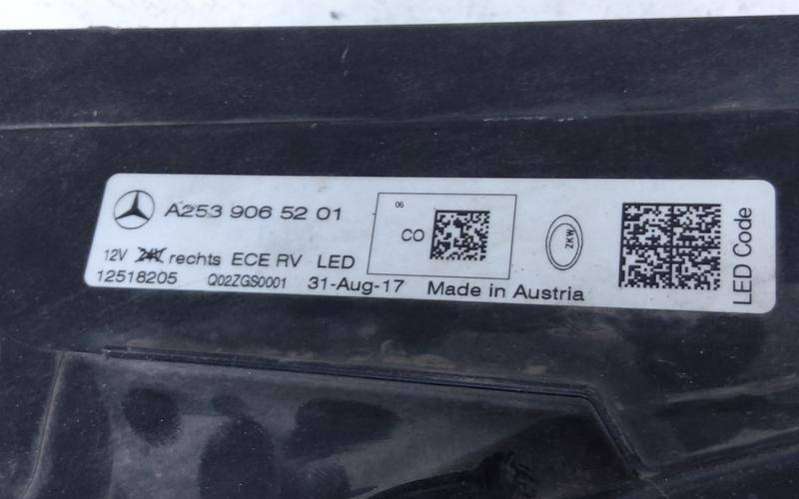 A253 906 52 01
06
CO
ZKW
12V 24V rechts ECE RV LED
12518205 Q02ZGS0001 31-Aug-17 Made in Austria
LED Code